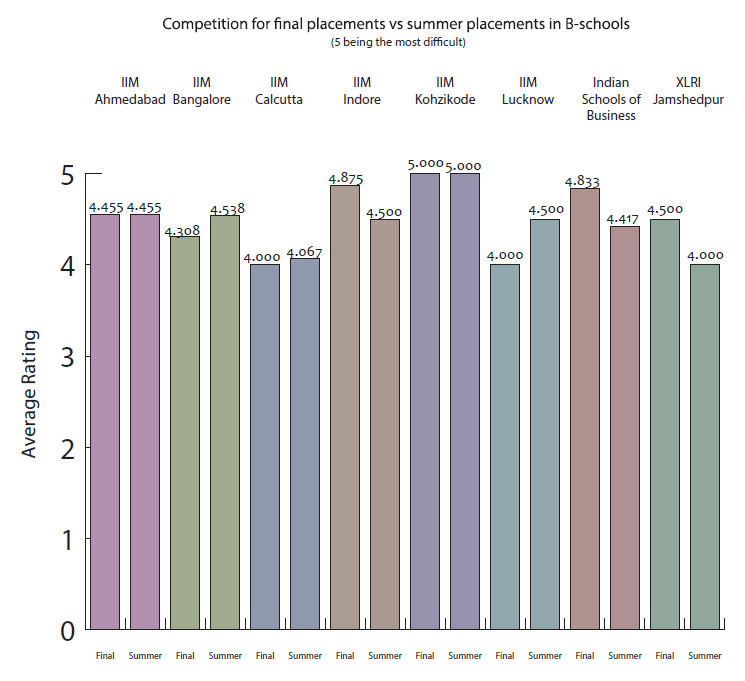 Competition for final placements vs summer placements in B-schools
(5 being the most difficult)
IIM Ahmedabad
IIM Bangalore
IIM Calcutta
IIM Indore
IIM Kohzikode
IIM Lucknow
Indian Schools of Business
XLRI Jamshedpur
Average Rating
5
4
3
2
1
0
4.455 4.455
4.308 4.538
4.000 4.067
4.875 4.500
5.000 5.000
4.000 4.500
4.833 4.417
4.500 4.000
Final Summer Final Summer Final Summer Final Summer Final Summer Final Summer Final Summer Final Summer